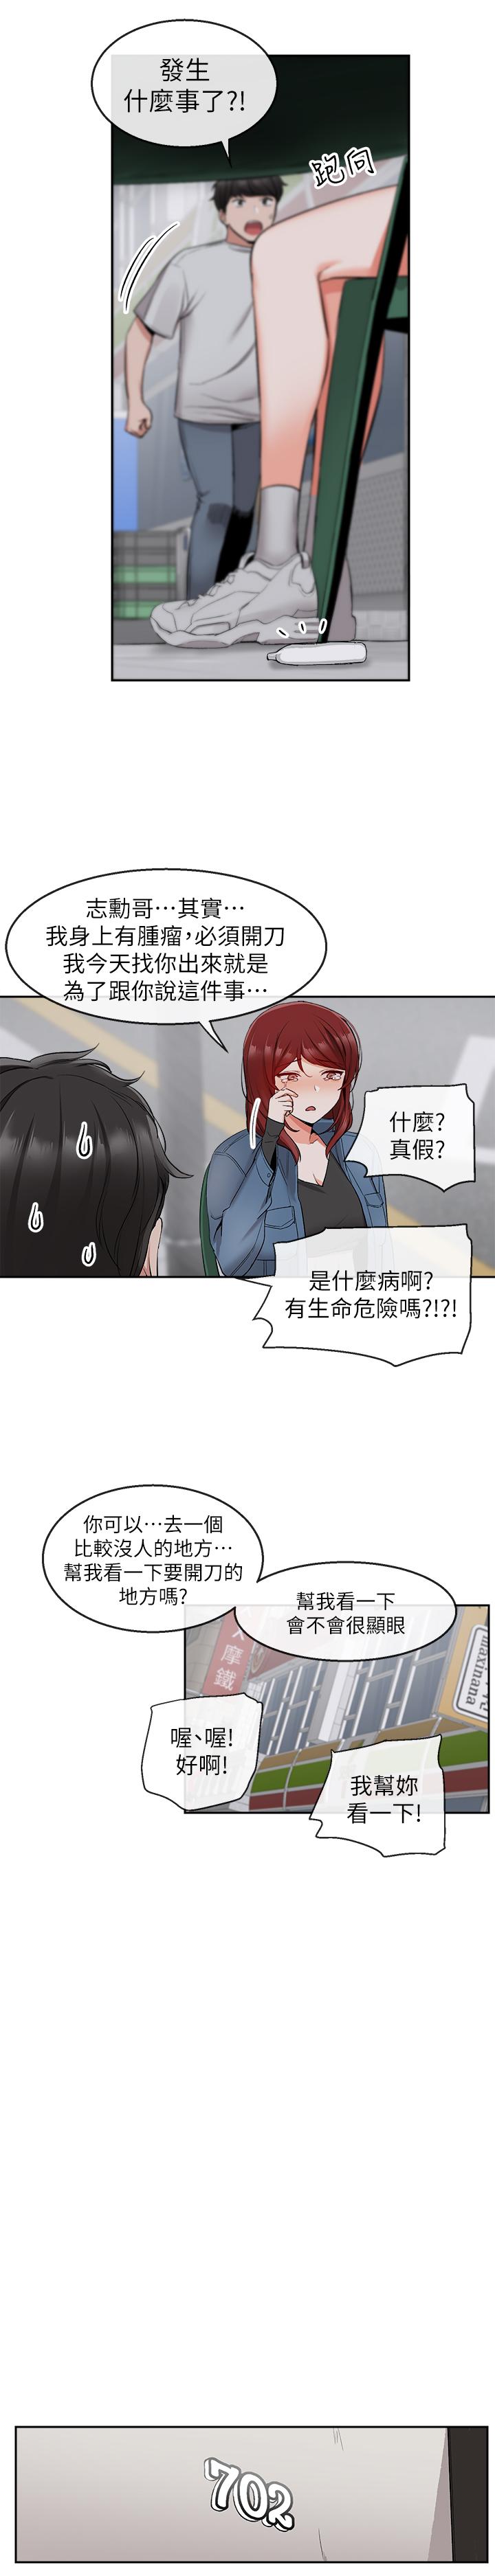 發生
什麼事了?!
跑向
志勳哥⋯其實⋯
我身上有腫瘤,必須開刀
我今天找你出來就是
為了跟你說這件事⋯
什麼?
真假?
是什麼病啊?
有生命危險嗎?!?!
你可以⋯去一個
比較沒人的地方⋯
幫我看一下要開刀的
地方嗎?
幫我看一下
會不會很顯眼
摩鐵
maximana
喔、喔!
好啊!
我幫妳
看一下!
702